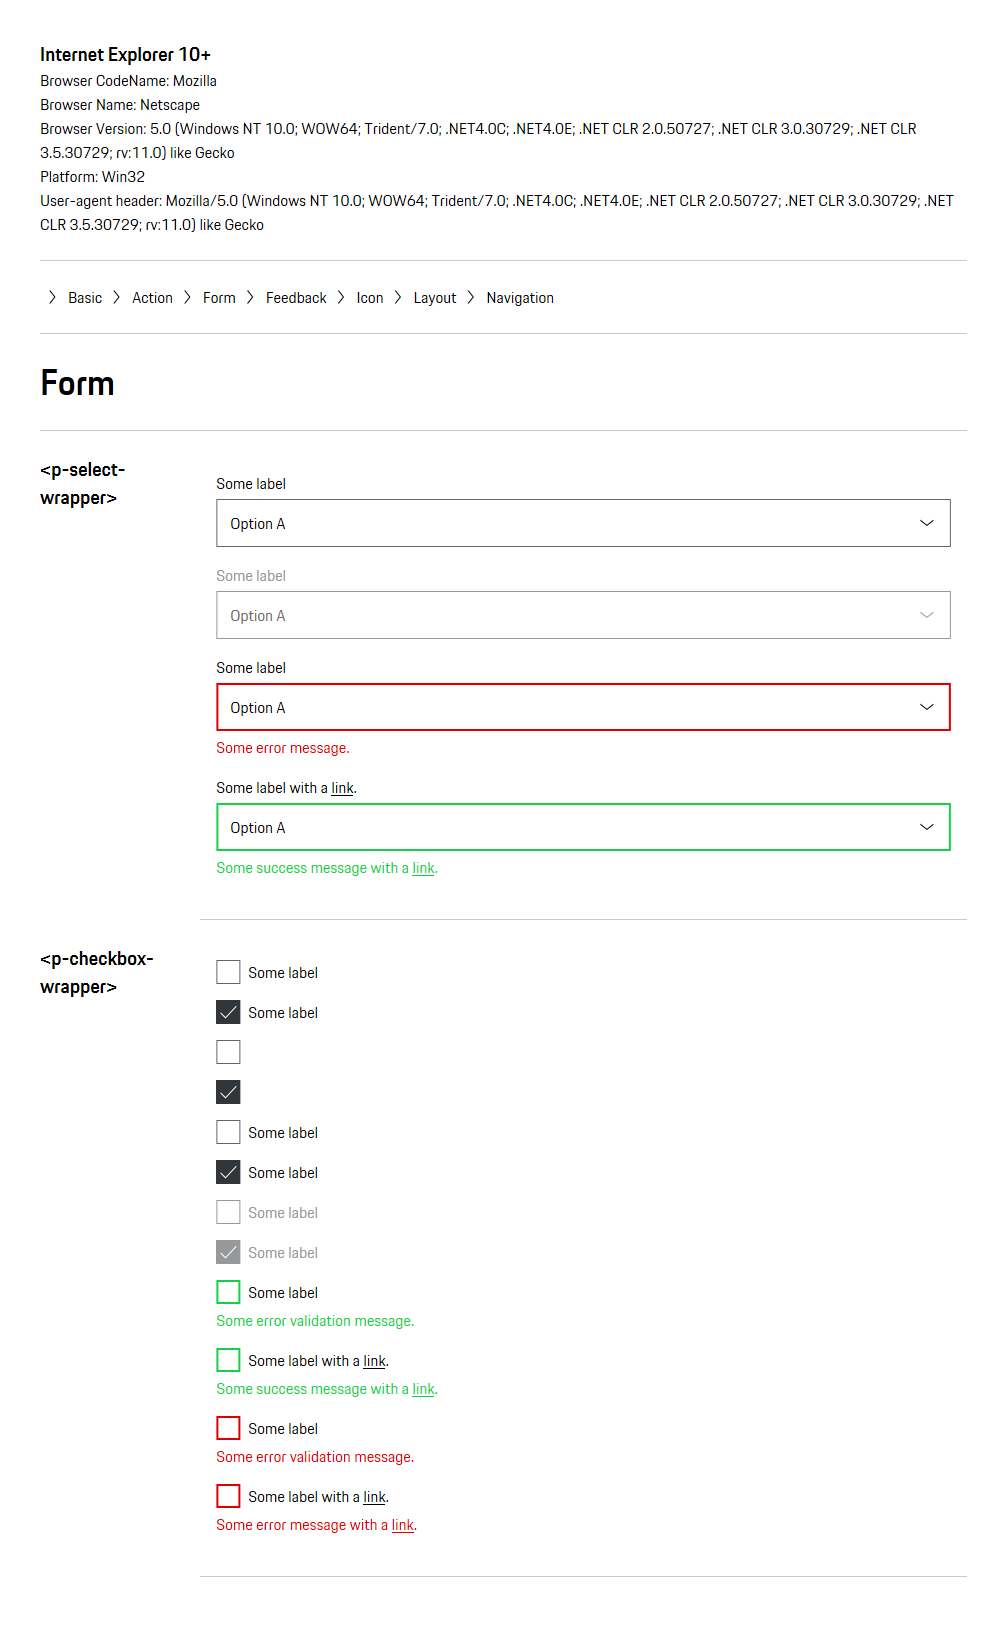 Internet Explorer 10+
Browser CodeName: Mozilla
Browser Name: Netscape
Browser Version: 5.0 (Windows NT 10.0; WOW64; Trident/7.0; .NET4.0C; .NET4.0E; .NET CLR 2.0.50727; .NET CLR 3.0.30729; .NET CLR
3.5.30729; rv:11.0) like Gecko
Platform: Win32
User-agent header: Mozilla/5.0 (Windows NT 10.0; WOW64; Trident/7.0; .NET4.0C; .NET4.0E; .NET CLR 2.0.50727; .NET CLR 3.0.30729; .NET
CLR 3.5.30729; rv:11.0) like Gecko
Basic Action Form Feedback Icon Layout Navigation
Form
<p-select-
wrapper>
Some label
Option A
Some label
Option A
Some label
Option A
Some error message.
Some label with a link.
Option A
Some success message with a link.
<p-checkbox-
wrapper>
Some label
Some label
Some label
Some label
Some label
Some label
Some label
Some error validation message.
Some label with a link.
Some success message with a link.
Some label
Some error validation message.
Some label with a link.
Some error message with a link.